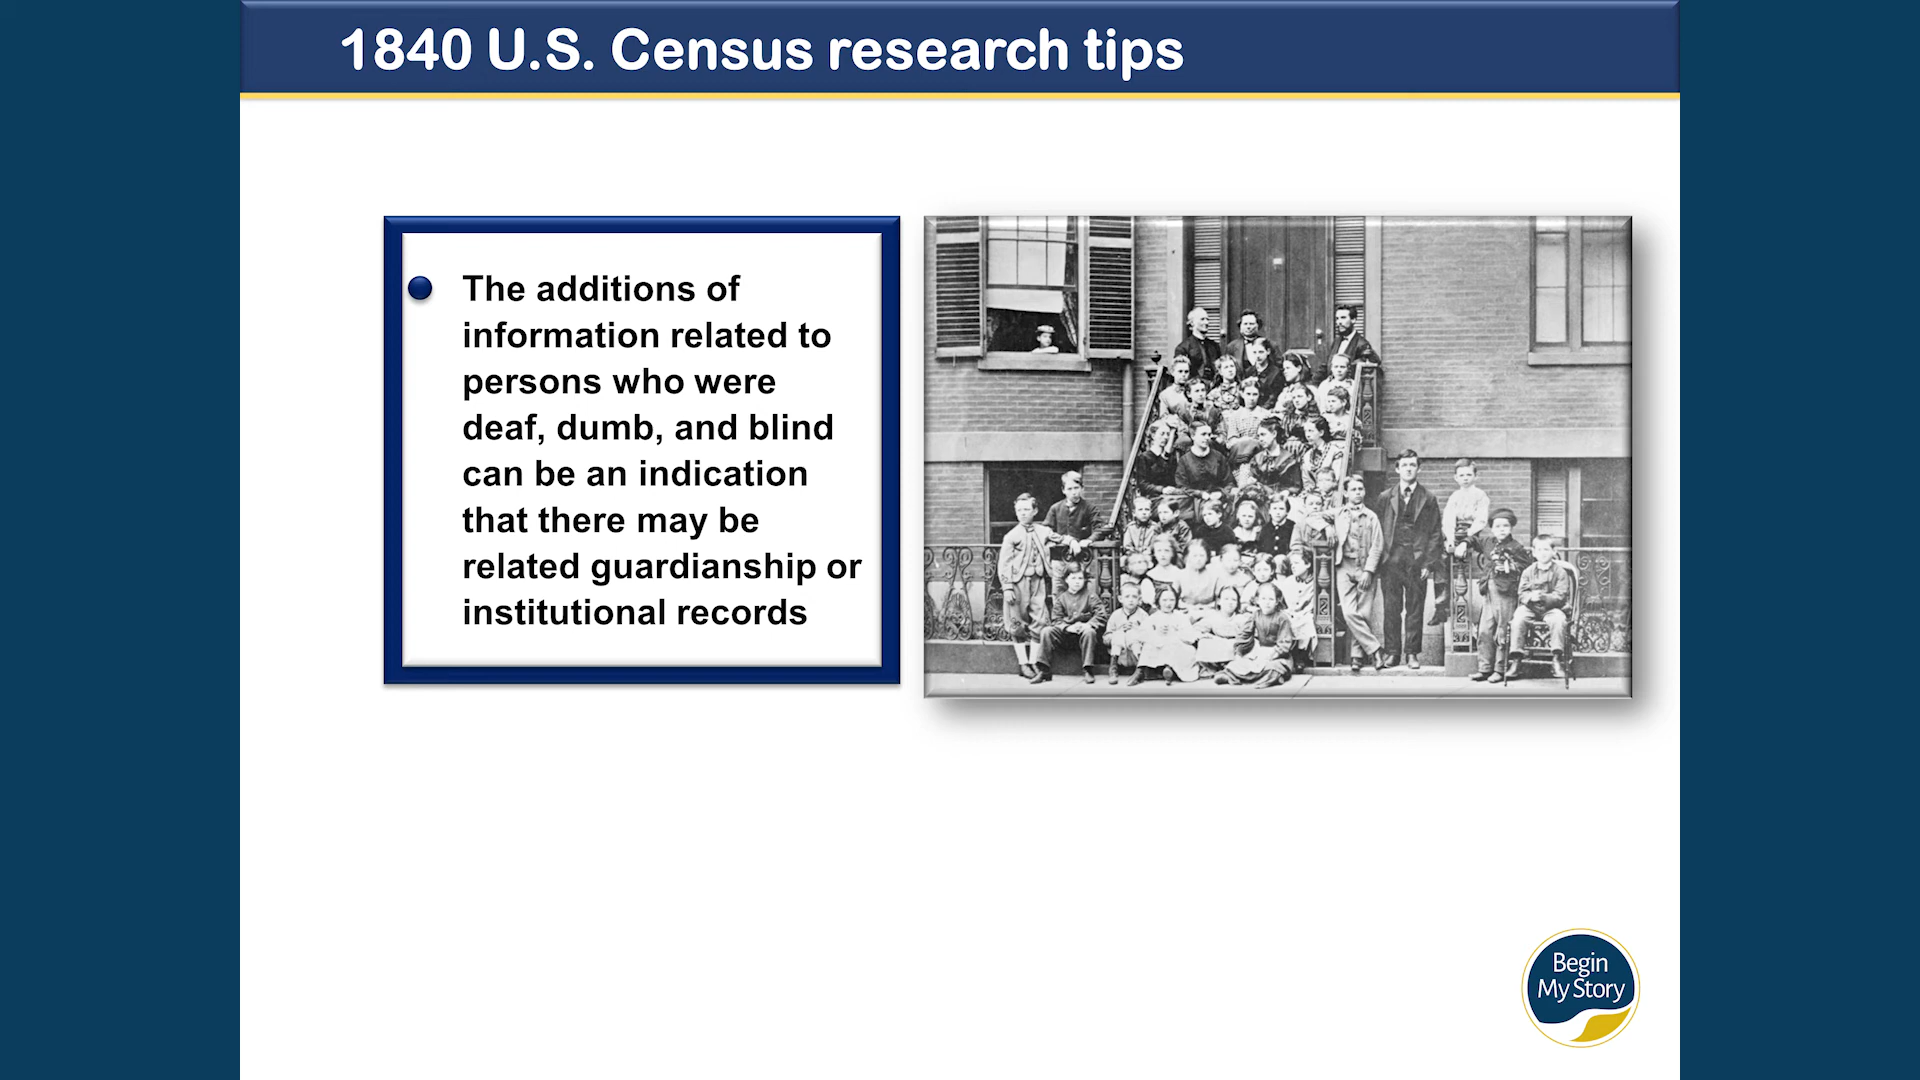 1840 U.S. Census research tips
The additions of
information related to
persons who were
deaf, dumb, and blind
can be an indication
that there may be
related guardianship or
institutional records
Begin
My Story